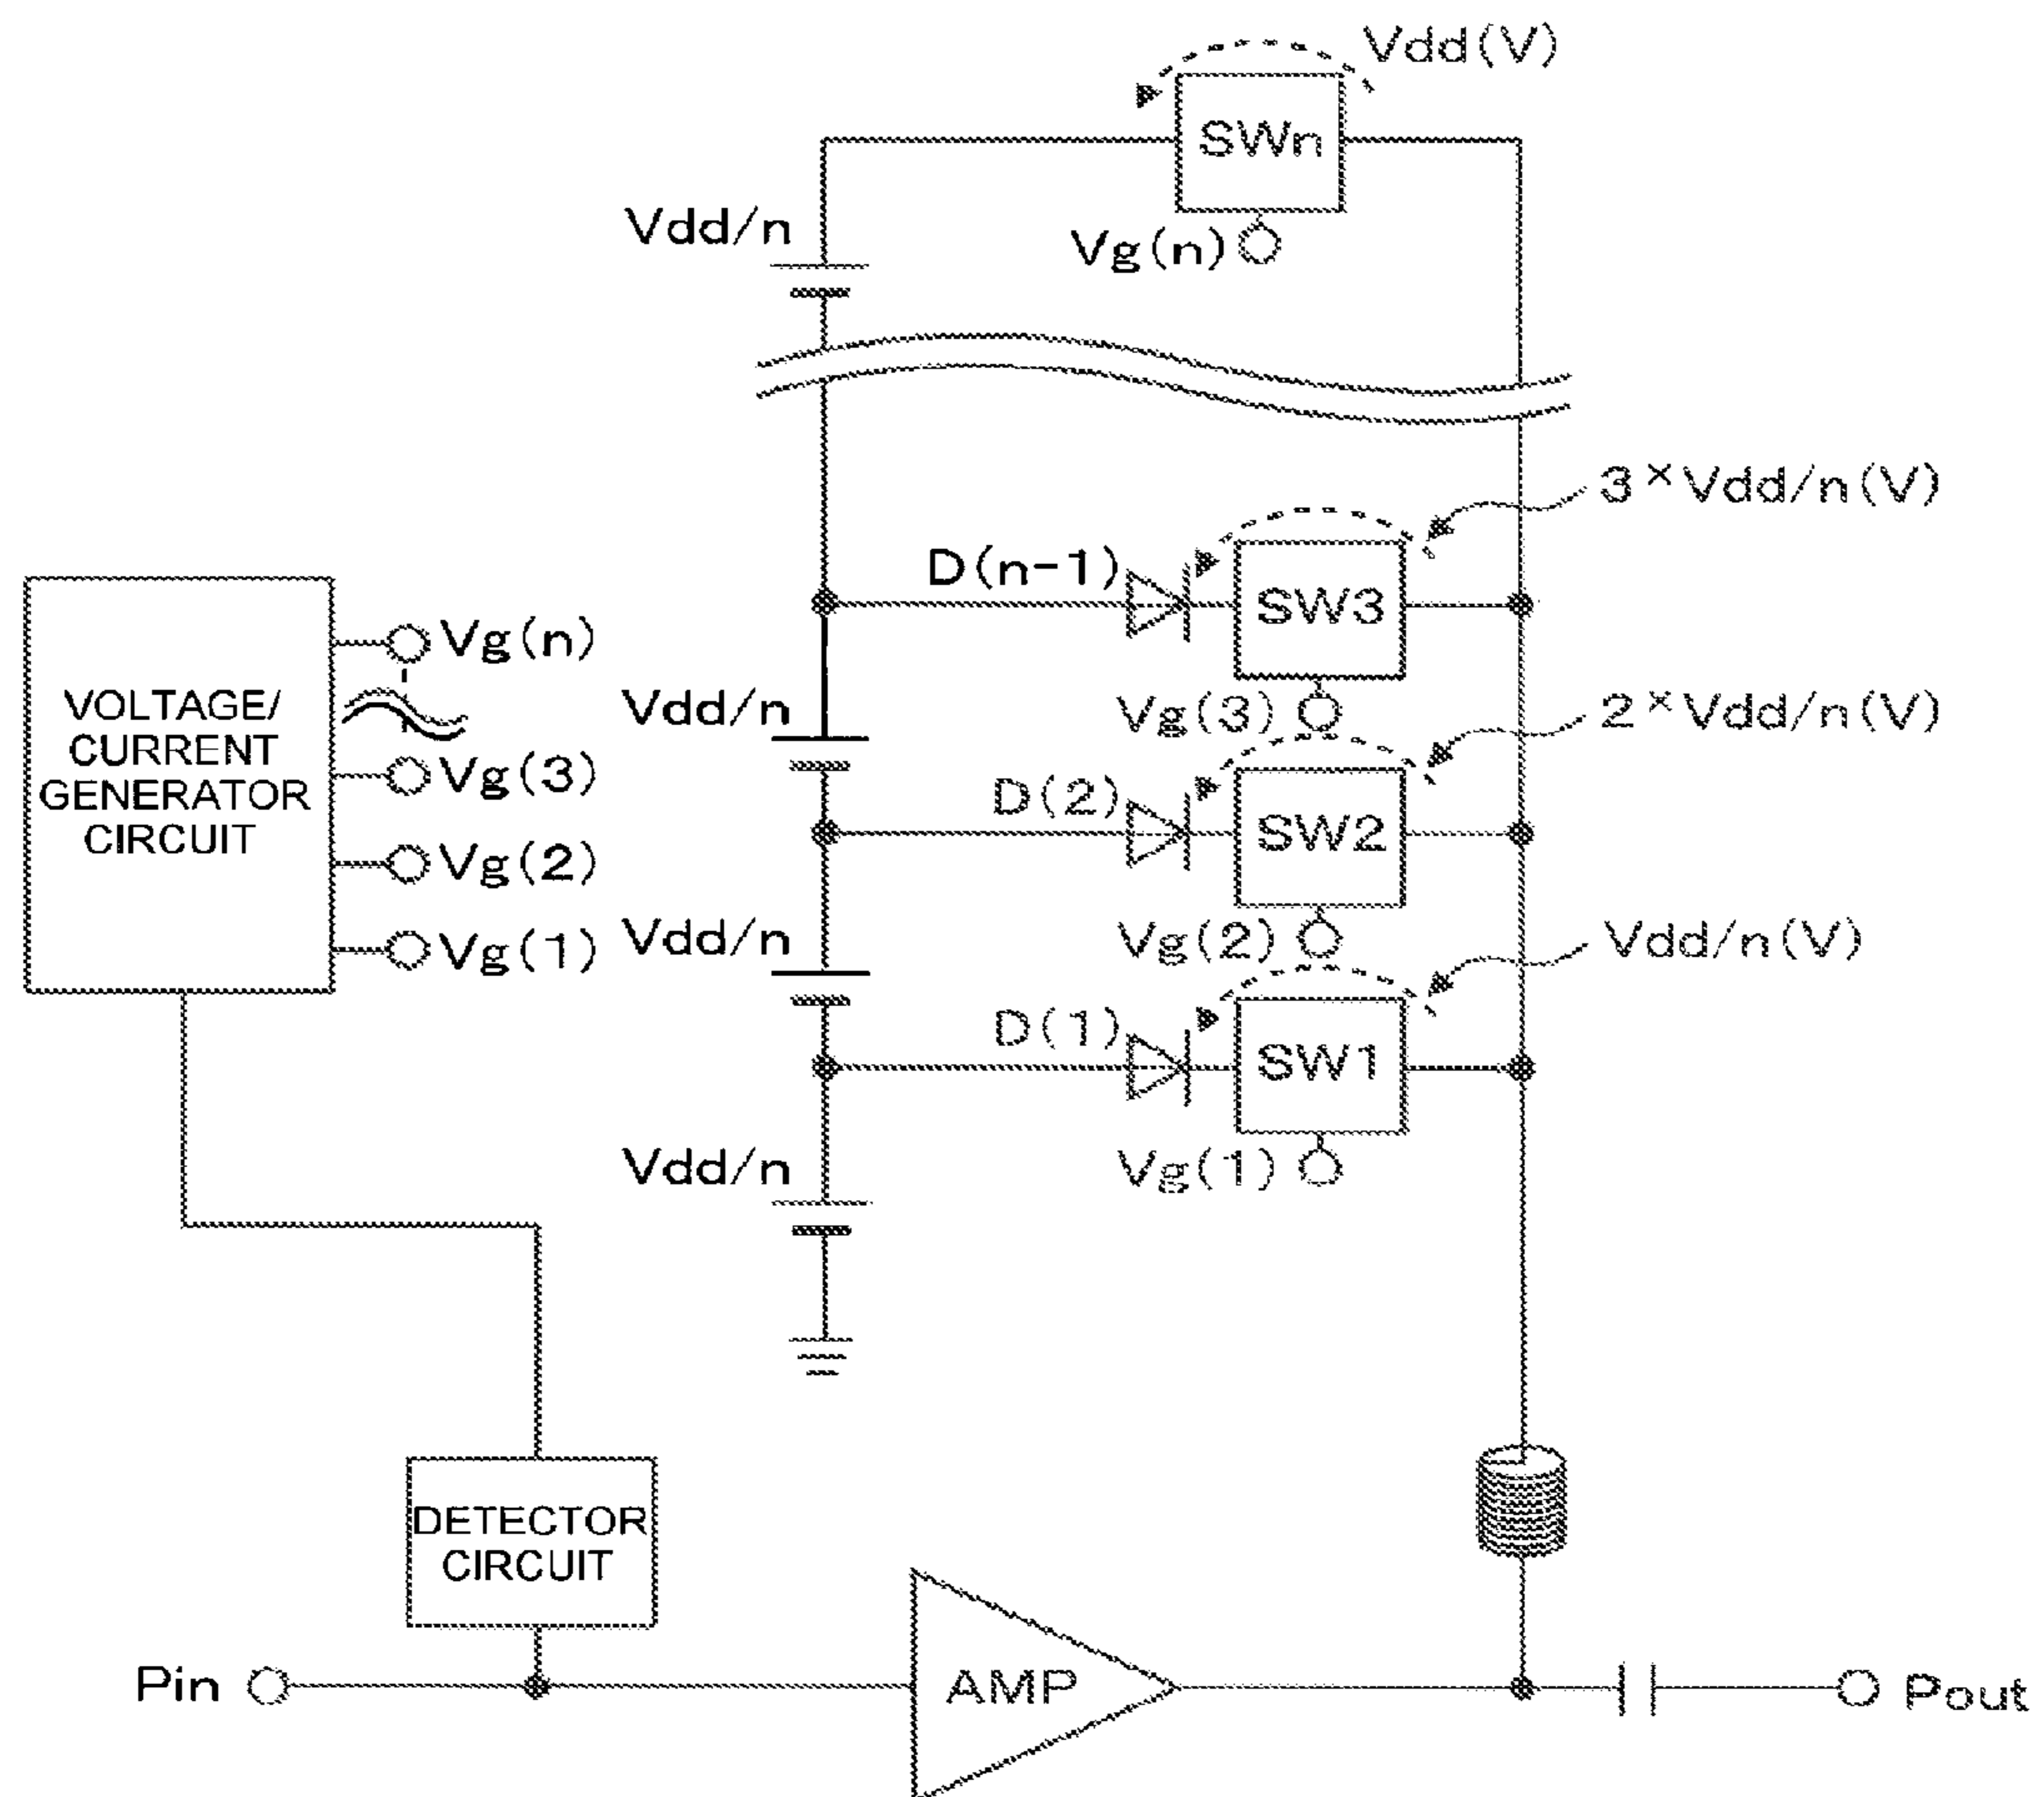 Vdd(V)
SWn
Vdd/n
Vg(n)
3×Vdd/n(V)
D(n-1)
SW3
Vg(n)
VOLTAGE/
CURRENT
GENERATOR
CIRCUIT
Vdd/n
Vg(3)
2×Vdd/n(V)
Vg(3)
D(2)
SW2
Vg(2)
Vdd/n
Vg(2)
Vdd/n(V)
Vg(1)
D(1)
SW1
Vdd/n
Vg(1)
DETECTOR
CIRCUIT
Pin
AMP
Pout